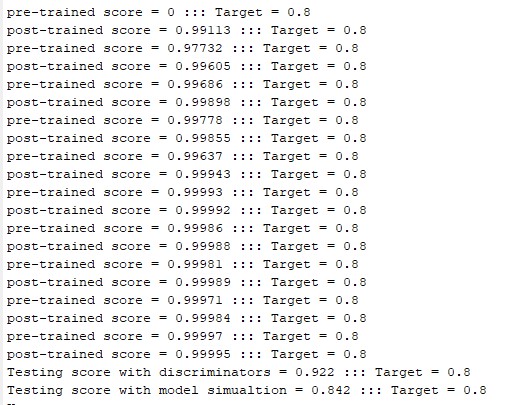 pre-trained score = 0 ::: Target = 0.8
post-trained score = 0.99113 ::: Target = 0.8
pre-trained score = 0.97732 ::: Target = 0.8
post-trained score = 0.99605 ::: Target = 0.8
pre-trained score = 0.99686 ::: Target = 0.8
post-trained score = 0.99898 ::: Target = 0.8
pre-trained score = 0.99778 ::: Target = 0.8
post-trained score = 0.99855 ::: Target = 0.8
pre-trained score = 0.99637 ::: Target = 0.8
post-trained score = 0.99943 ::: Target = 0.8
pre-trained score = 0.99993 ::: Target = 0.8
post-trained score = 0.99992 ::: Target = 0.8
pre-trained score = 0.99986 ::: Target = 0.8
post-trained score = 0.99988 ::: Target = 0.8
pre-trained score = 0.99981 ::: Target = 0.8
post-trained score = 0.99989 ::: Target = 0.8
pre-trained score = 0.99971 ::: Target = 0.8
post-trained score = 0.99984 ::: Target = 0.8
pre-trained score = 0.99997 ::: Target = 0.8
post-trained score = 0.99995 ::: Target = 0.8
Testing score with discriminators = 0.922 ::: Target = 0.8
Testing score with model simualtion = 0.842 ::: Target = 0.8